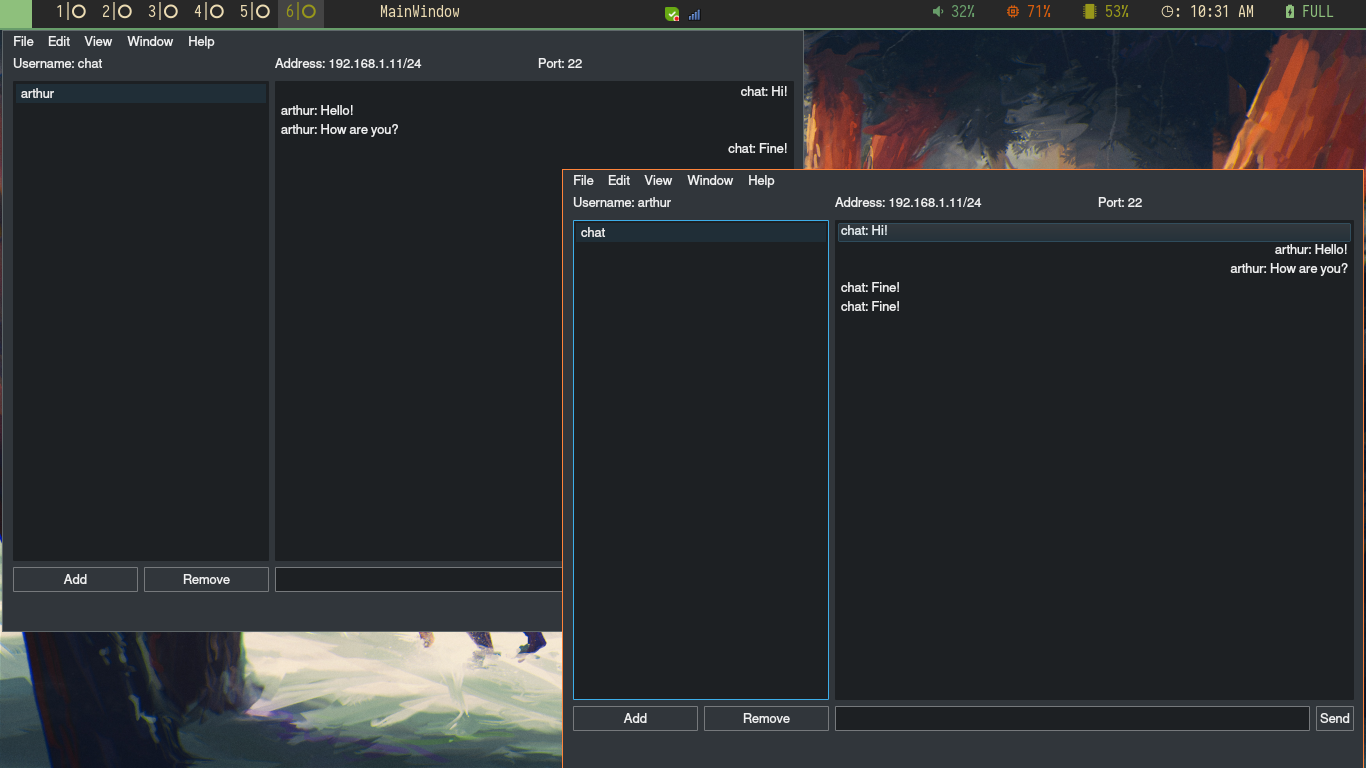 1| 2| 3| 4| 5| 6| MainWindow 32% 71% 53% : 10:31 AM FULL
File Edit View Window Help
Username: chat Address: 192.168.1.11/24 Port: 22
arthur
chat: Hi!
arthur: Hello!
arthur: How are you?
chat: Fine!
Add Remove
File Edit View Window Help
Username: arthur Address: 192.168.1.11/24 Port: 22
chat
chat: Hi!
arthur: Hello!
arthur: How are you?
chat: Fine!
chat: Fine!
Add Remove Send